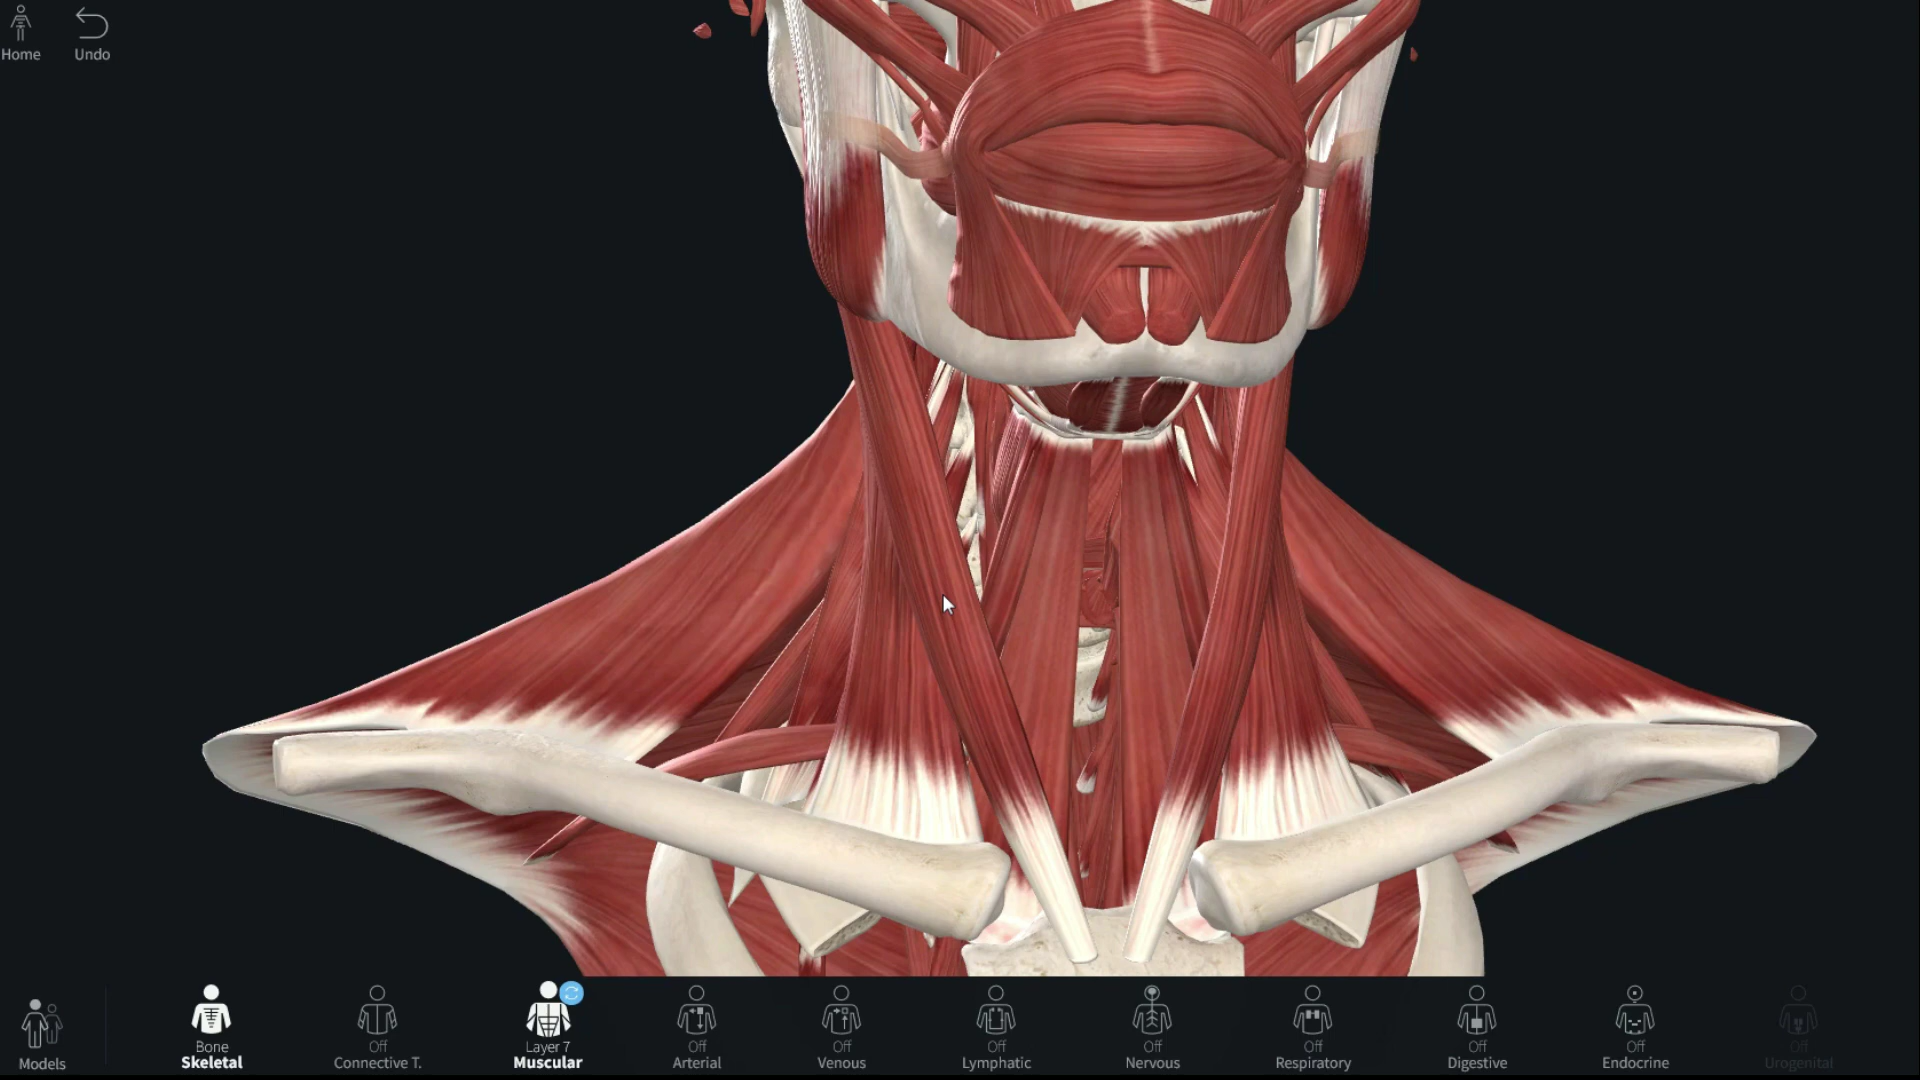 Home
Undo
Models
Bone
Skeletal
Off
Connective T.
Layer 7
Muscular
Off
Arterial
Off
Venous
Off
Lymphatic
Off
Nervous
Off
Respiratory
Off
Digestive
Off
Endocrine
Off
Urogenital